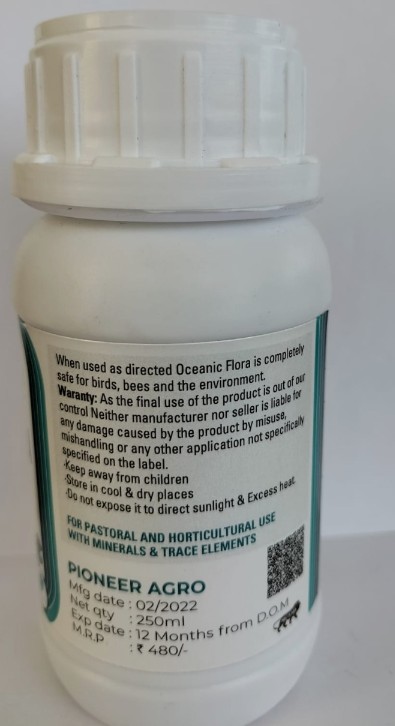 When used as directed Oceanic Flora is completely
safe for birds, bees and the environment.
Waranty: As the final use of the product is out of our
control Neither manufacturer nor seller is liable for
any damage caused by the product by misuse,
mishandling or any other application not specifically
specified on the label.
·Keep away from children
·Store in cool & dry places
·Do not expose it to direct sunlight & Excess heat.
FOR PASTORAL AND HORTICULTURAL USE
WITH MINERALS & TRACE ELEMENTS
PIONEER AGRO
Mfg date : 02/2022
Net qty : 250ml
Exp date : 12 Months from D.O.M
M.R.P. : ₹ 480/-